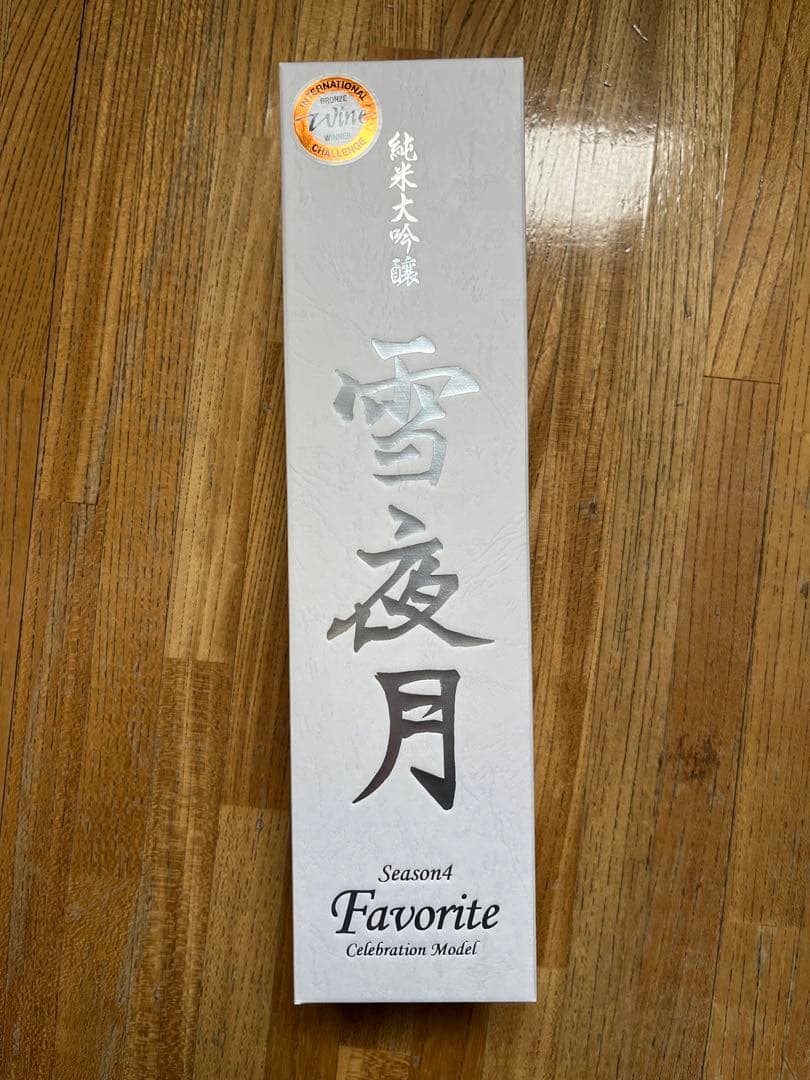 INTERNATIONAL
BRONZE
Wine
WINNER
CHALLENGE
純米大吟醸
雪夜月
Season4
Favorite
Celebration Model